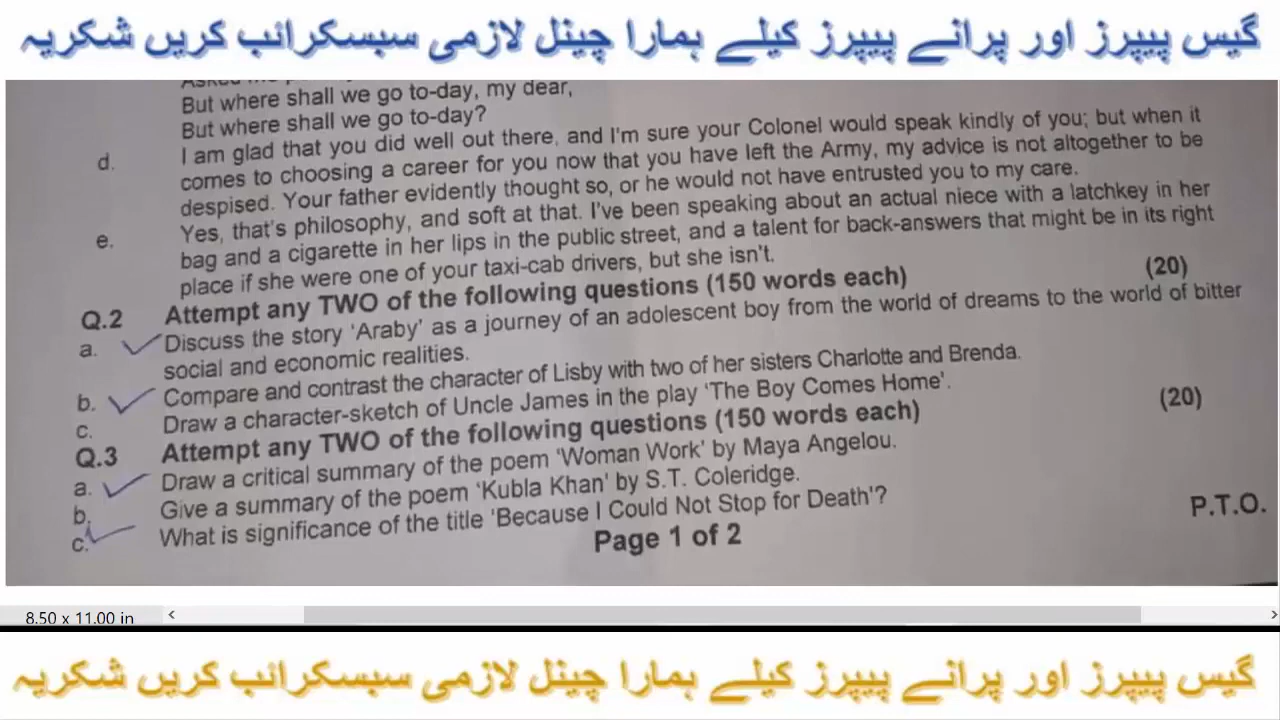 گیس پیپرز اور پرانے پیپرز کیلے ہمارا چینل لازمی سبسکرائب کریں شکریہ
But where shall we go to-day, my dear,
But where shall we go to-day?
d. I am glad that you did well out there, and I'm sure your Colonel would speak kindly of you; but when it
comes to choosing a career for you now that you have left the Army, my advice is not altogether to be
despised. Your father evidently thought so, or he would not have entrusted you to my care.
e. Yes, that's philosophy, and soft at that. I've been speaking about an actual niece with a latchkey in her
bag and a cigarette in her lips in the public street, and a talent for back-answers that might be in its right
place if she were one of your taxi-cab drivers, but she isn't.
Q.2 Attempt any TWO of the following questions (150 words each) (20)
a. Discuss the story 'Araby' as a journey of an adolescent boy from the world of dreams to the world of bitter
social and economic realities.
b. Compare and contrast the character of Lisby with two of her sisters Charlotte and Brenda.
c. Draw a character-sketch of Uncle James in the play 'The Boy Comes Home'.
Q.3 Attempt any TWO of the following questions (150 words each) (20)
a. Draw a critical summary of the poem 'Woman Work' by Maya Angelou.
b. Give a summary of the poem 'Kubla Khan' by S.T. Coleridge.
c. What is significance of the title 'Because I Could Not Stop for Death'?
P.T.O.
Page 1 of 2
8.50 x 11.00 in
گیس پیپرز اور پرانے پیپرز کیلے ہمارا چینل لازمی سبسکرائب کریں شکریہ